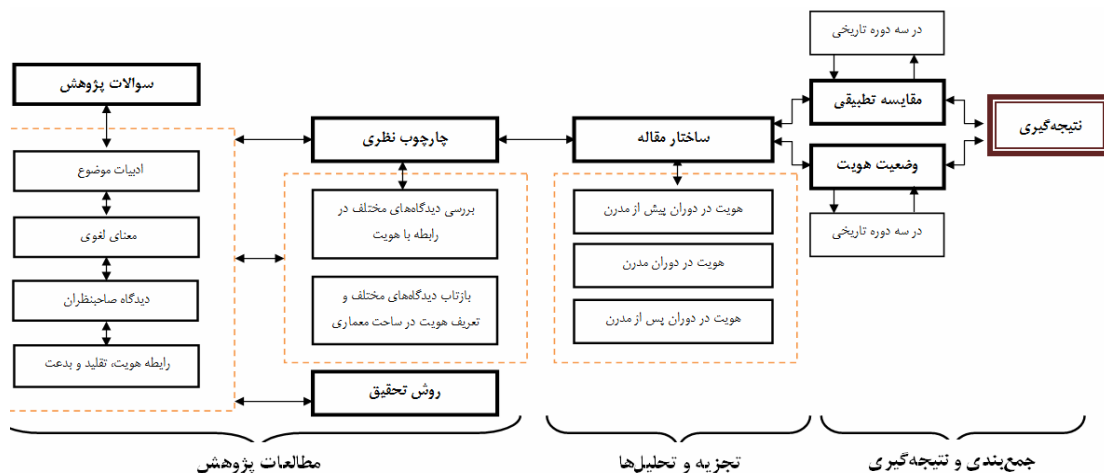 سوالات پژوهش
ادبیات موضوع
معنای لغوی
دیدگاه صاحبنظران
رابطه هویت، تقلید و بدعت
چارچوب نظری
بررسی دیدگاه‌های مختلف در
رابطه با هویت
بازتاب دیدگاه‌های مختلف و
تعریف هویت در ساحت معماری
روش تحقیق
ساختار مقاله
هویت در دوران پیش از مدرن
هویت در دوران مدرن
هویت در دوران پس از مدرن
در سه دوره تاریخی
مقایسه تطبیقی
وضعیت هویت
در سه دوره تاریخی
نتیجه‌گیری
مطالعات پژوهش
تجزیه و تحلیل‌ها
جمع‌بندی و نتیجه‌گیری